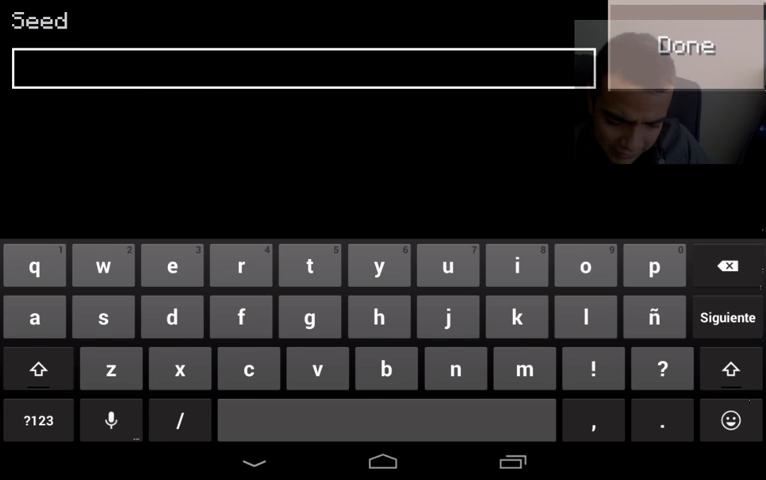 Seed
Done
1 2 3 4 5 6 7 8 9 0
q w e r t y u i o p
a s d f g h j k l ñ Siguiente
z x c v b n m ! ?
?123 / , .